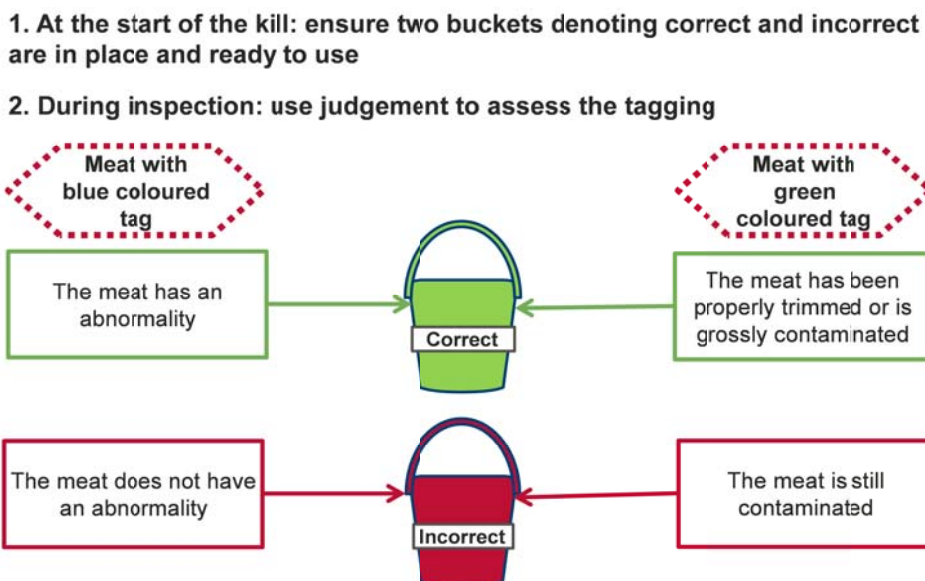 1. At the start of the kill: ensure two buckets denoting correct and incorrect
are in place and ready to use
2. During inspection: use judgement to assess the tagging
Meat with
blue coloured
tag
Meat with
green
coloured tag
The meat has an
abnormality
Correct
The meat has been
properly trimmed or is
grossly contaminated
The meat does not have
an abnormality
Incorrect
The meat is still
contaminated